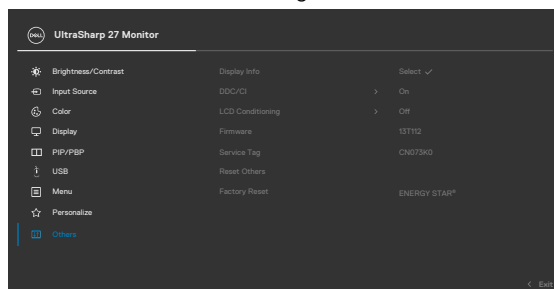 DELL UltraSharp 27 Monitor
Brightness/Contrast Display Info Select ✓
Input Source DDC/CI > On
Color LCD Conditioning > Off
Display Firmware 13T112
PIP/PBP Service Tag CN073K0
USB Reset Others
Menu Factory Reset ENERGY STAR®
Personalize
Others
< Exit